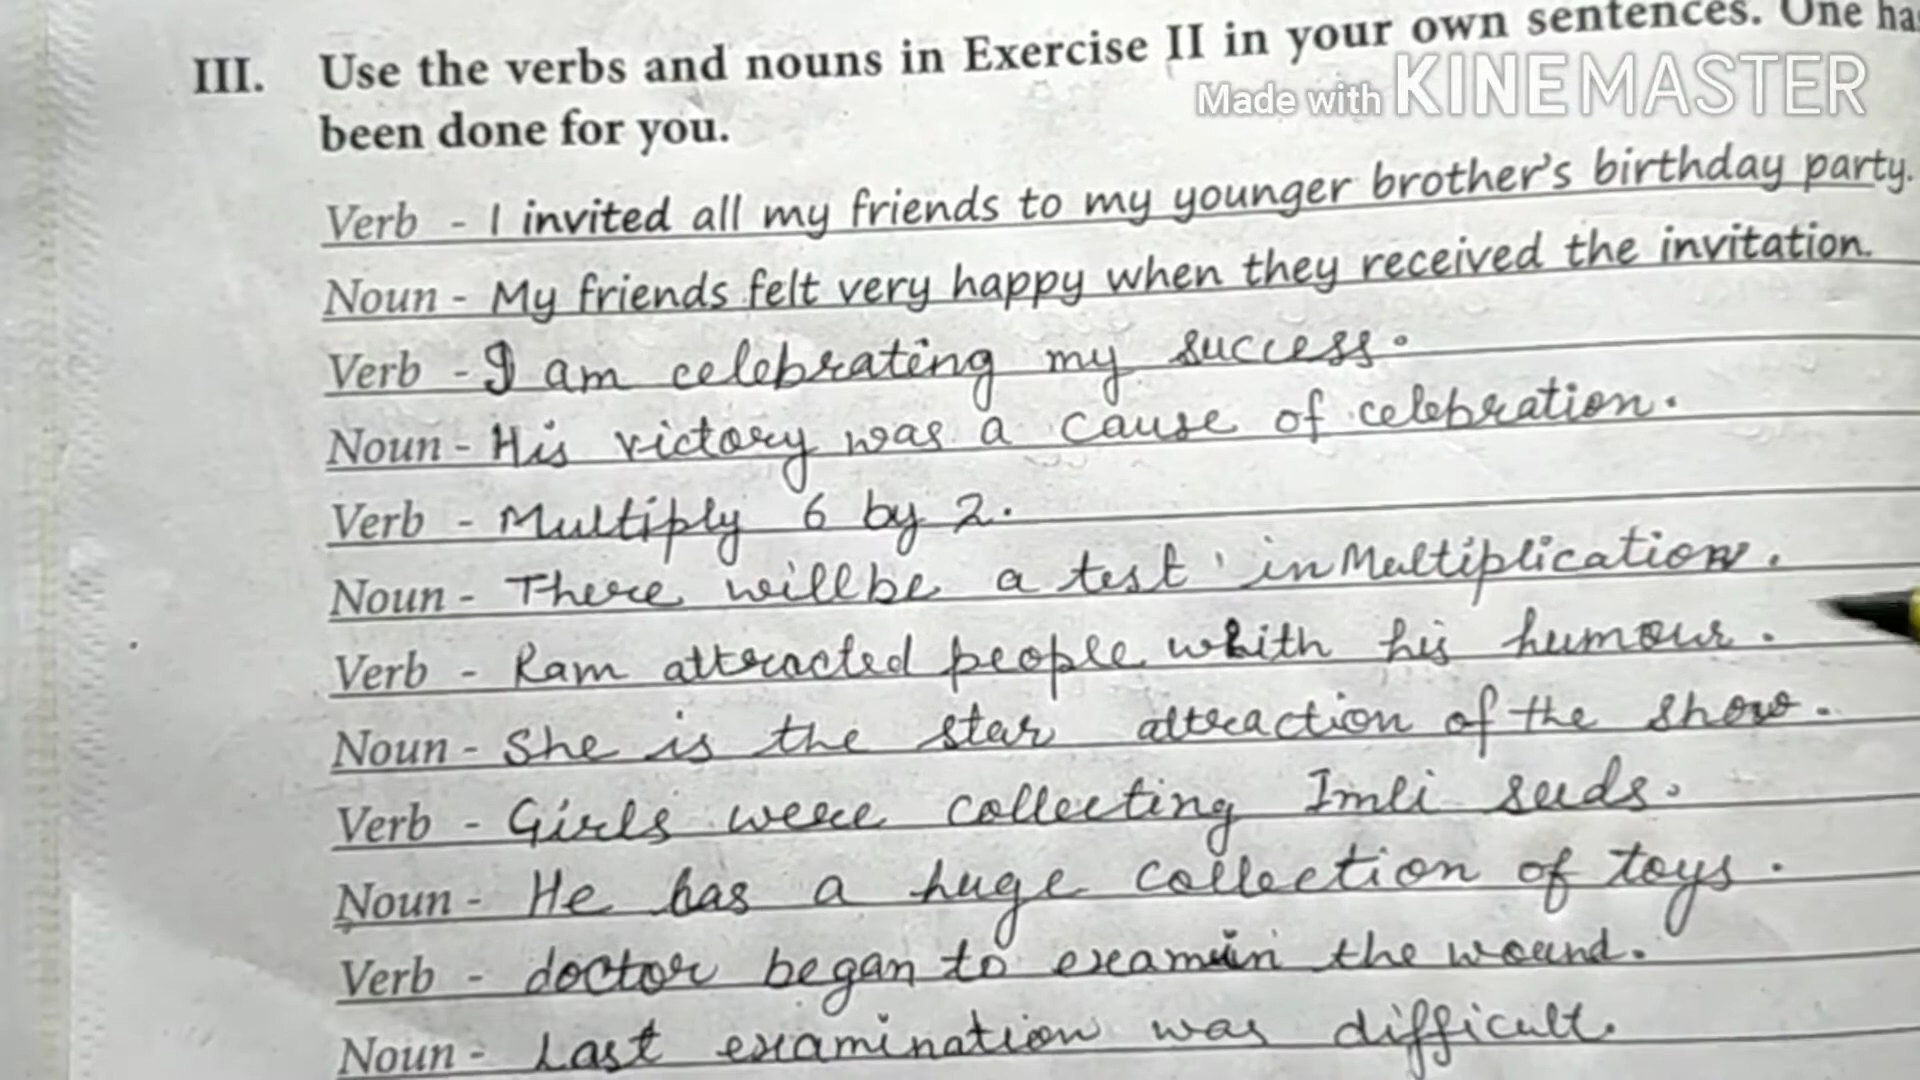 III. Use the verbs and nouns in Exercise II in your own sentences. One ha
Made with KINEMASTER
been done for you.
Verb - I invited all my friends to my younger brother's birthday party.
Noun - My friends felt very happy when they received the invitation.
Verb - I am celebrating my success.
Noun - His victory was a cause of celebration.
Verb - Multiply 6 by 2.
Noun - There will be a test in Multiplication.
Verb - Ram attracted people whith his humour.
Noun - She is the star attraction of the show.
Verb - Girls were collecting Imli seeds.
Noun - He has a huge collection of toys.
Verb - doctor began to examin the wound.
Noun - Last examination was difficult.